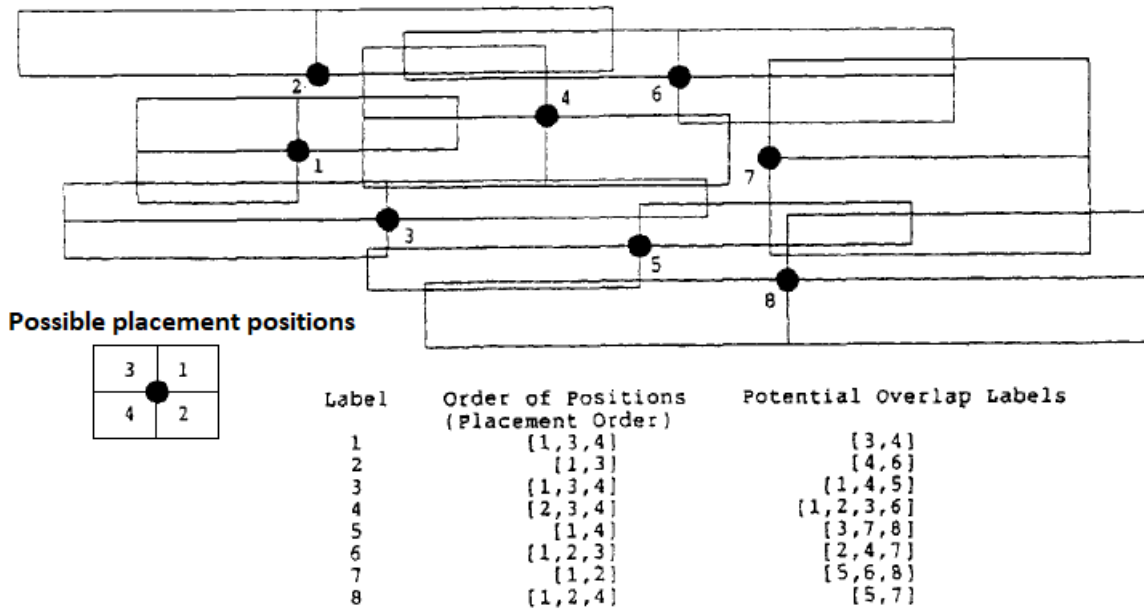 2
4
6
1
7
3
5
8
Possible placement positions
3 1
4 2
Label Order of Positions Potential Overlap Labels
(Placement Order)
1 [1,3,4] [3,4]
2 [1,3] [4,6]
3 [1,3,4] [1,4,5]
4 [2,3,4] [1,2,3,6]
5 [1,4] [3,7,8]
6 [1,2,3] [2,4,7]
7 [1,2] [5,6,8]
8 [1,2,4] [5,7]